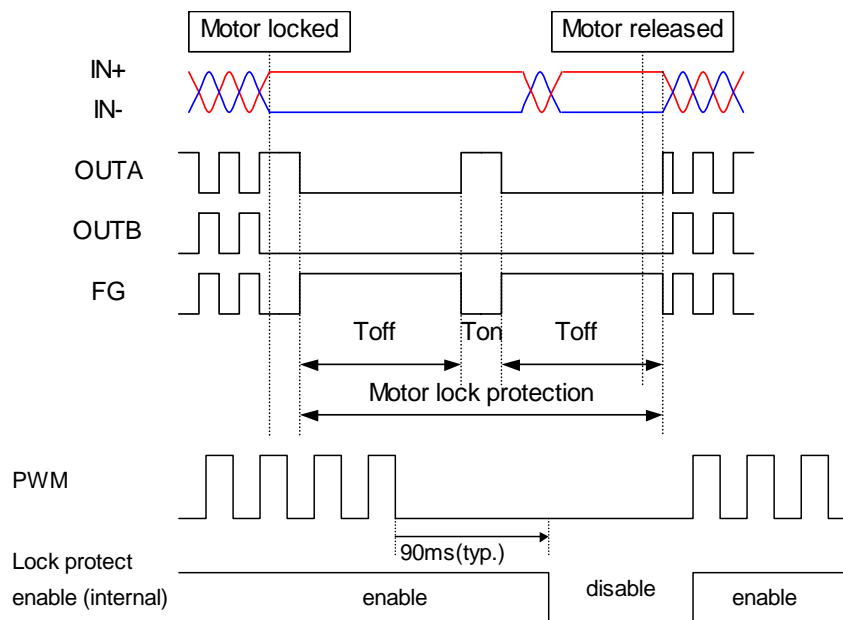 Motor locked
Motor released
IN+
IN-
OUTA
OUTB
FG
Toff
Ton
Toff
Motor lock protection
PWM
90ms(typ.)
Lock protect
enable (internal)
enable
disable
enable